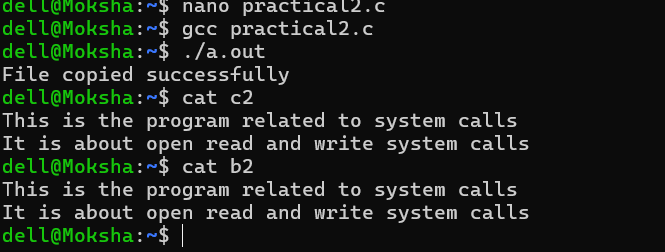 dell@Moksha:~$ nano practical2.c
dell@Moksha:~$ gcc practical2.c
dell@Moksha:~$ ./a.out
File copied successfully
dell@Moksha:~$ cat c2
This is the program related to system calls
It is about open read and write system calls
dell@Moksha:~$ cat b2
This is the program related to system calls
It is about open read and write system calls
dell@Moksha:~$